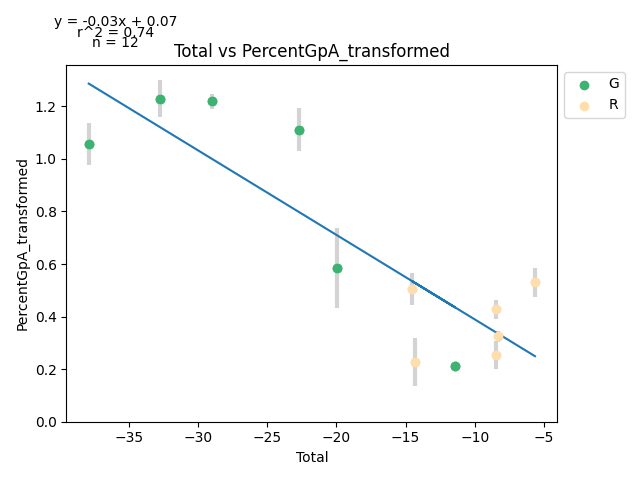 y = -0.03x + 0.07
r^2 = 0.74
n = 12
Total vs PercentGpA_transformed
G
R
PercentGpA_transformed
1.2
1.0
0.8
0.6
0.4
0.2
0.0
−35 −30 −25 −20 −15 −10 −5
Total